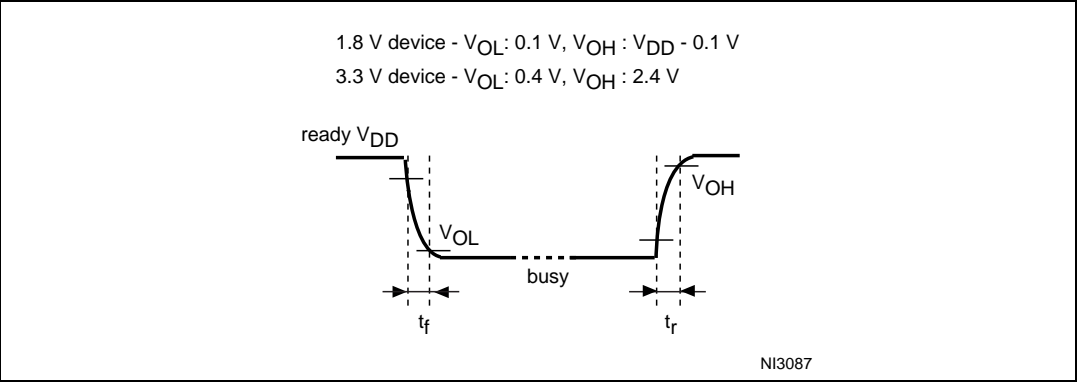 1.8 V device - VOL: 0.1 V, VOH : VDD - 0.1 V
3.3 V device - VOL: 0.4 V, VOH : 2.4 V
ready VDD
VOH
VOL
busy
tf
tr
NI3087